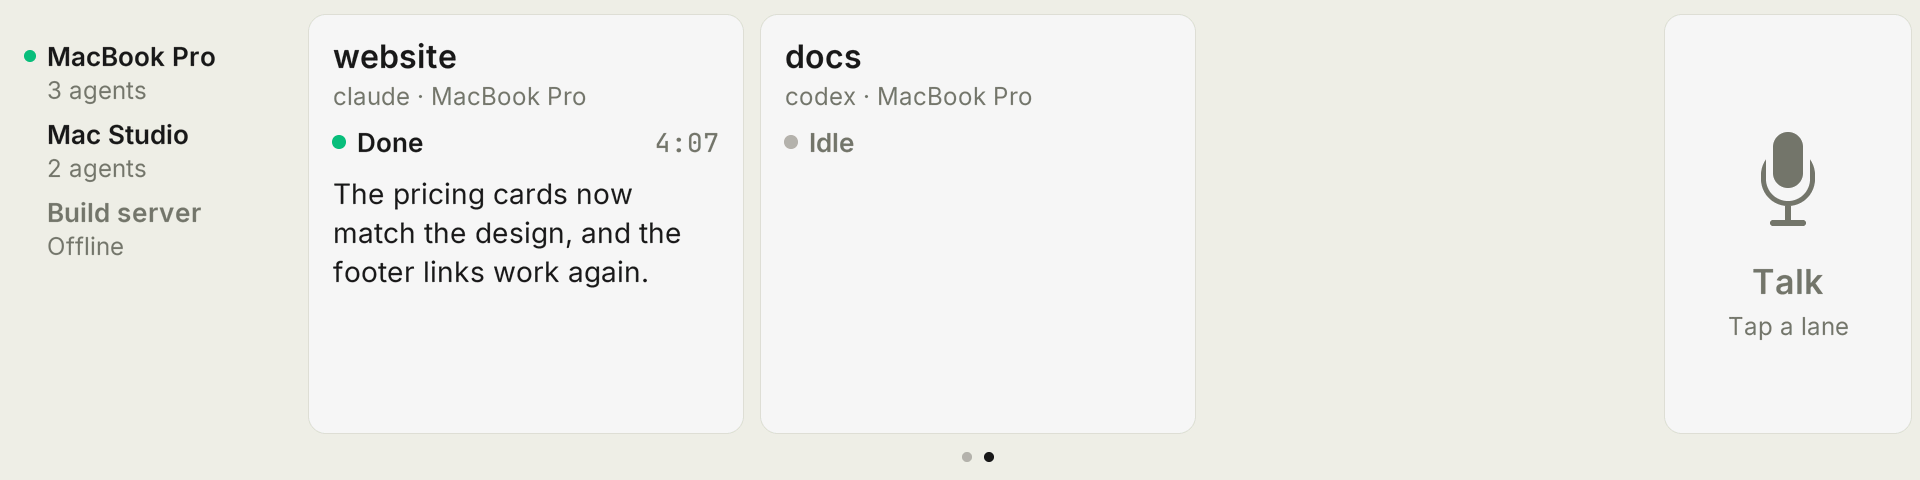 MacBook Pro
3 agents
Mac Studio
2 agents
Build server
Offline
website
claude · MacBook Pro
Done
4:07
The pricing cards now
match the design, and the
footer links work again.
docs
codex · MacBook Pro
Idle
Talk
Tap a lane